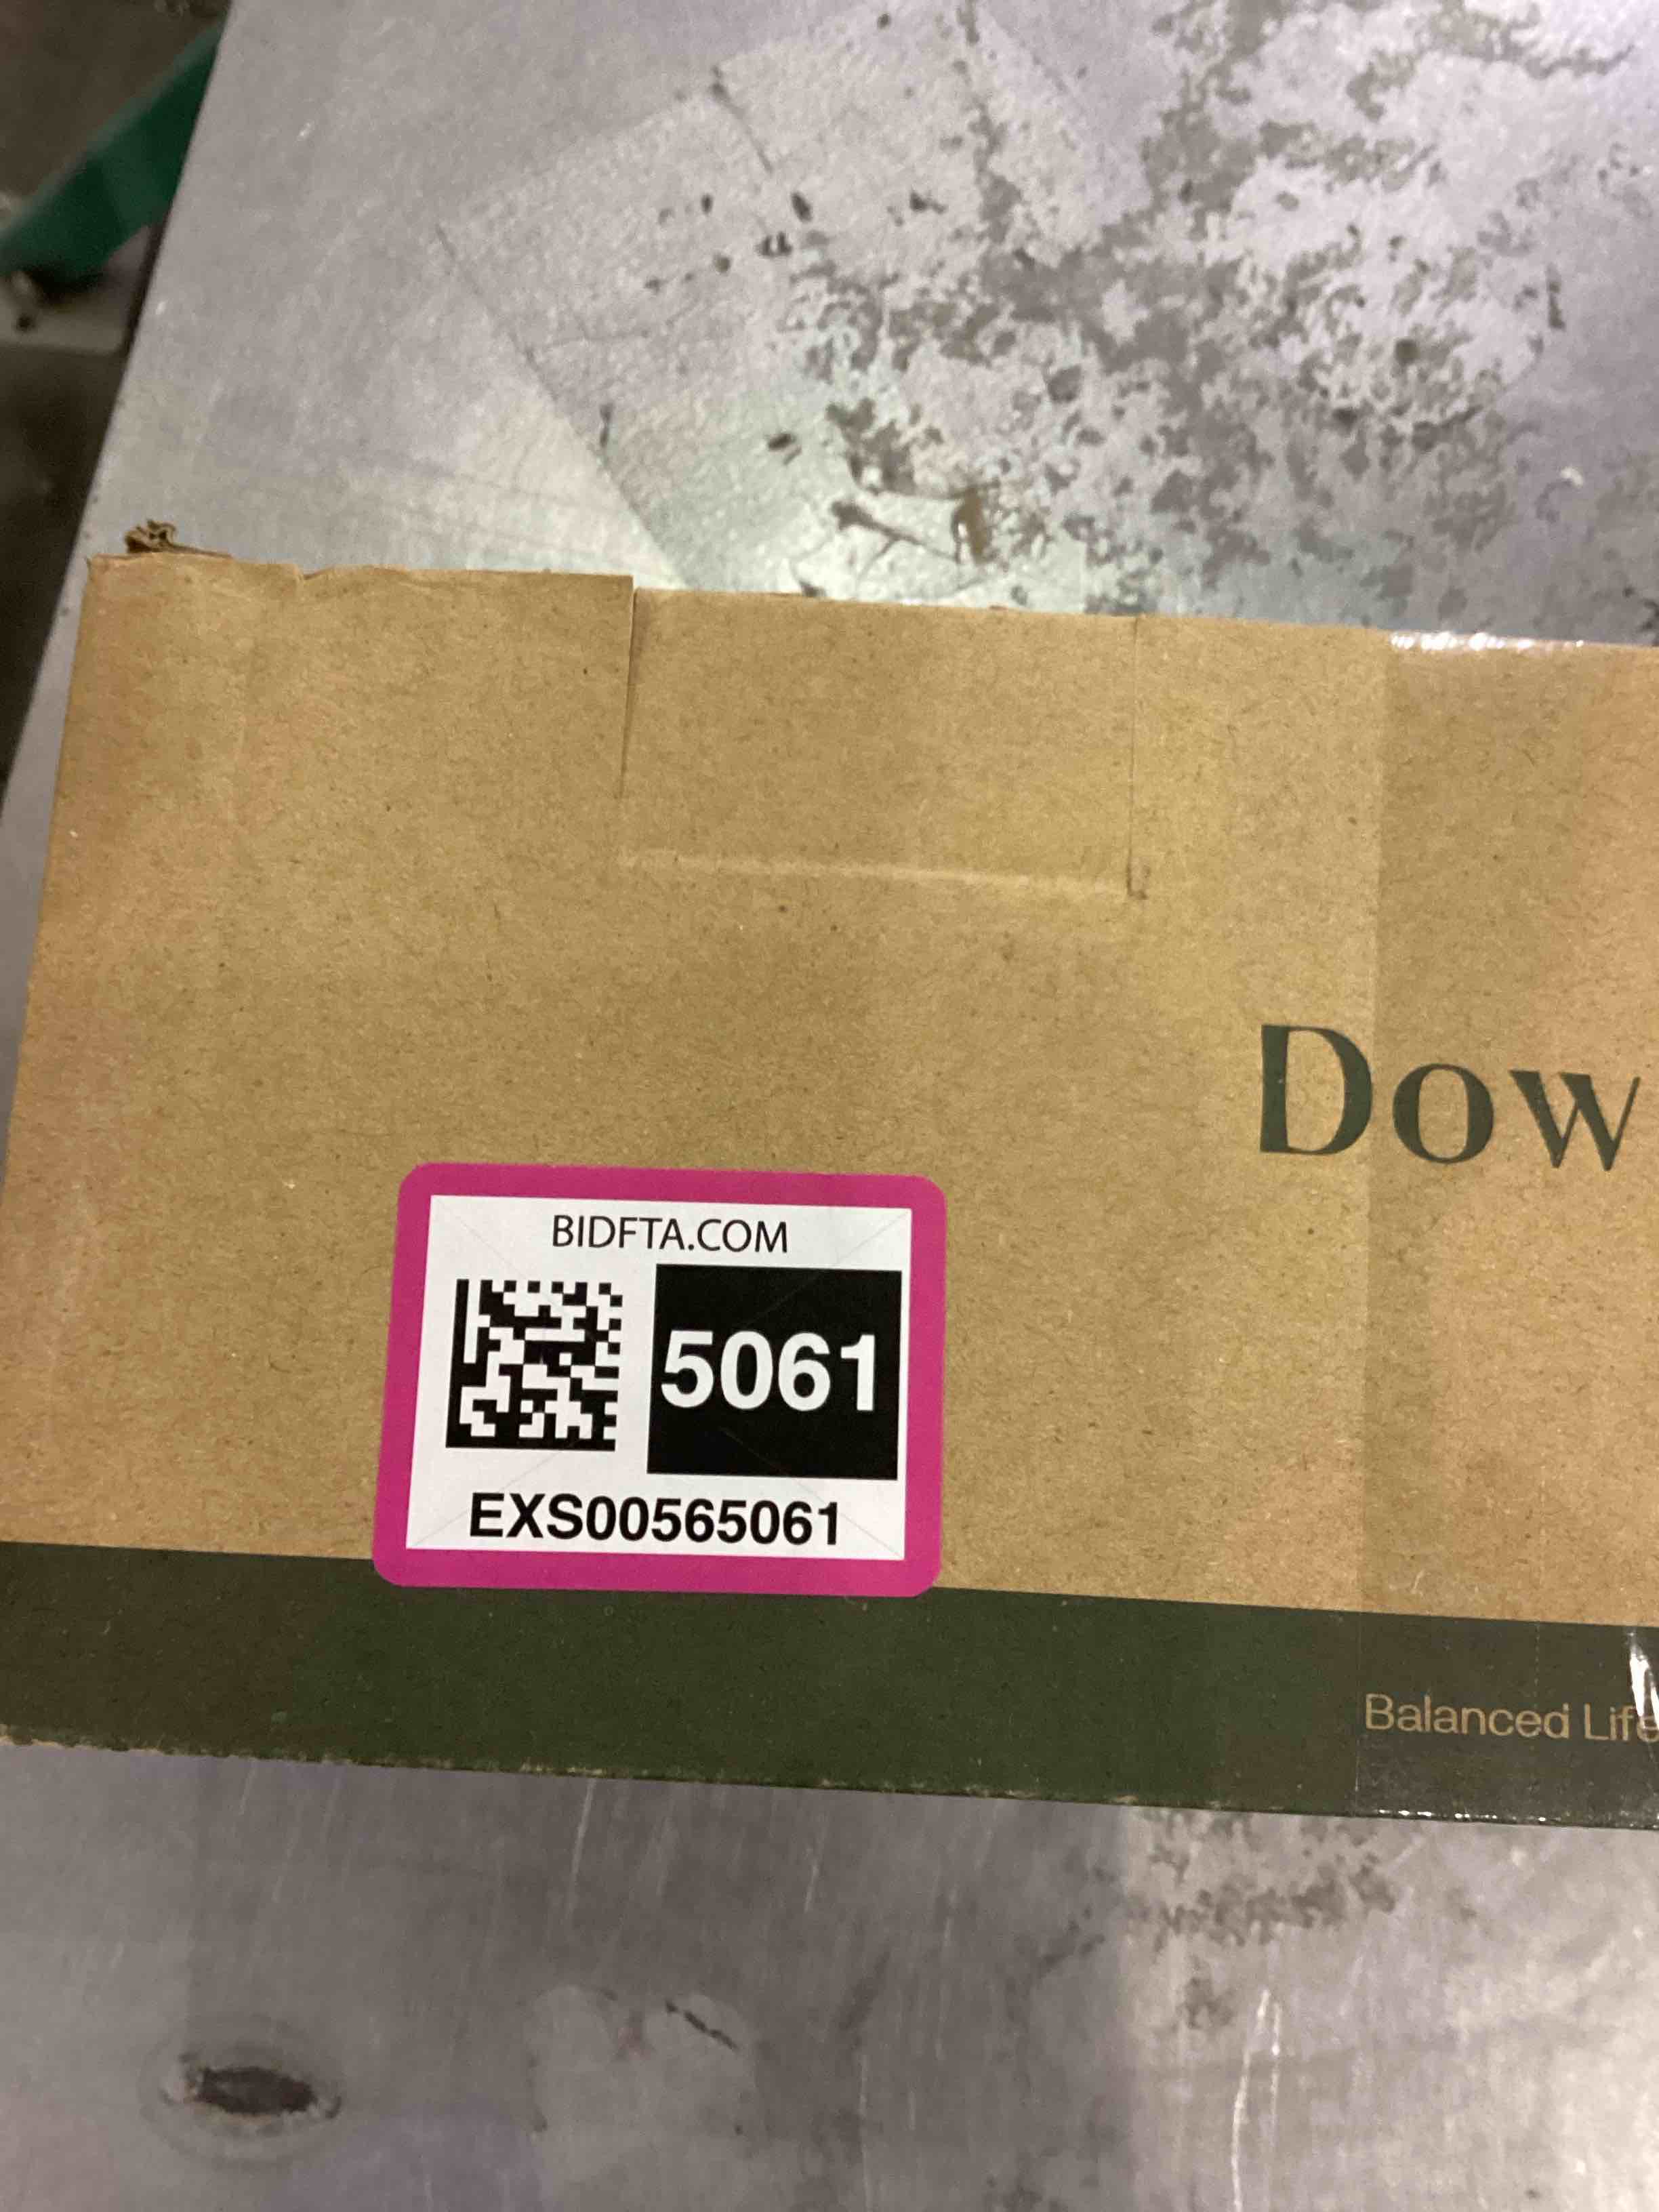 Dow
BIDFTA.COM
5061
EXS00565061
Balanced Life